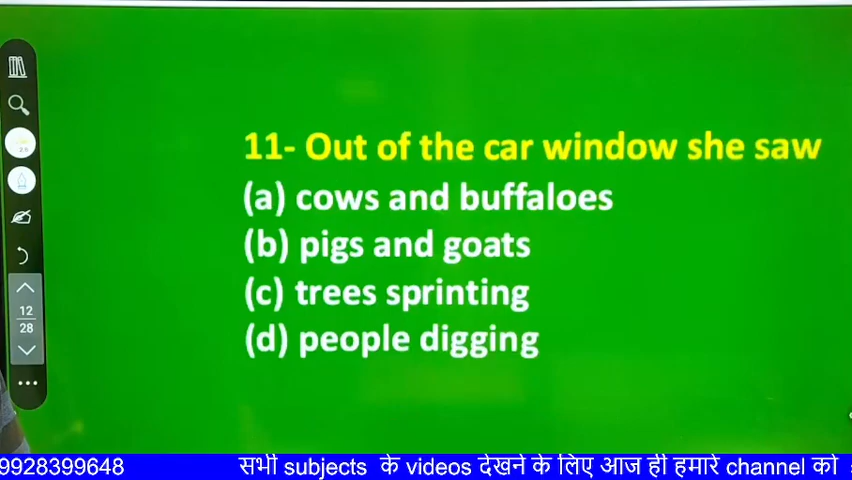 11- Out of the car window she saw
(a) cows and buffaloes
(b) pigs and goats
(c) trees sprinting
(d) people digging
12
28
9928399648 सभी subjects के videos देखने के लिए आज ही हमारे channel को